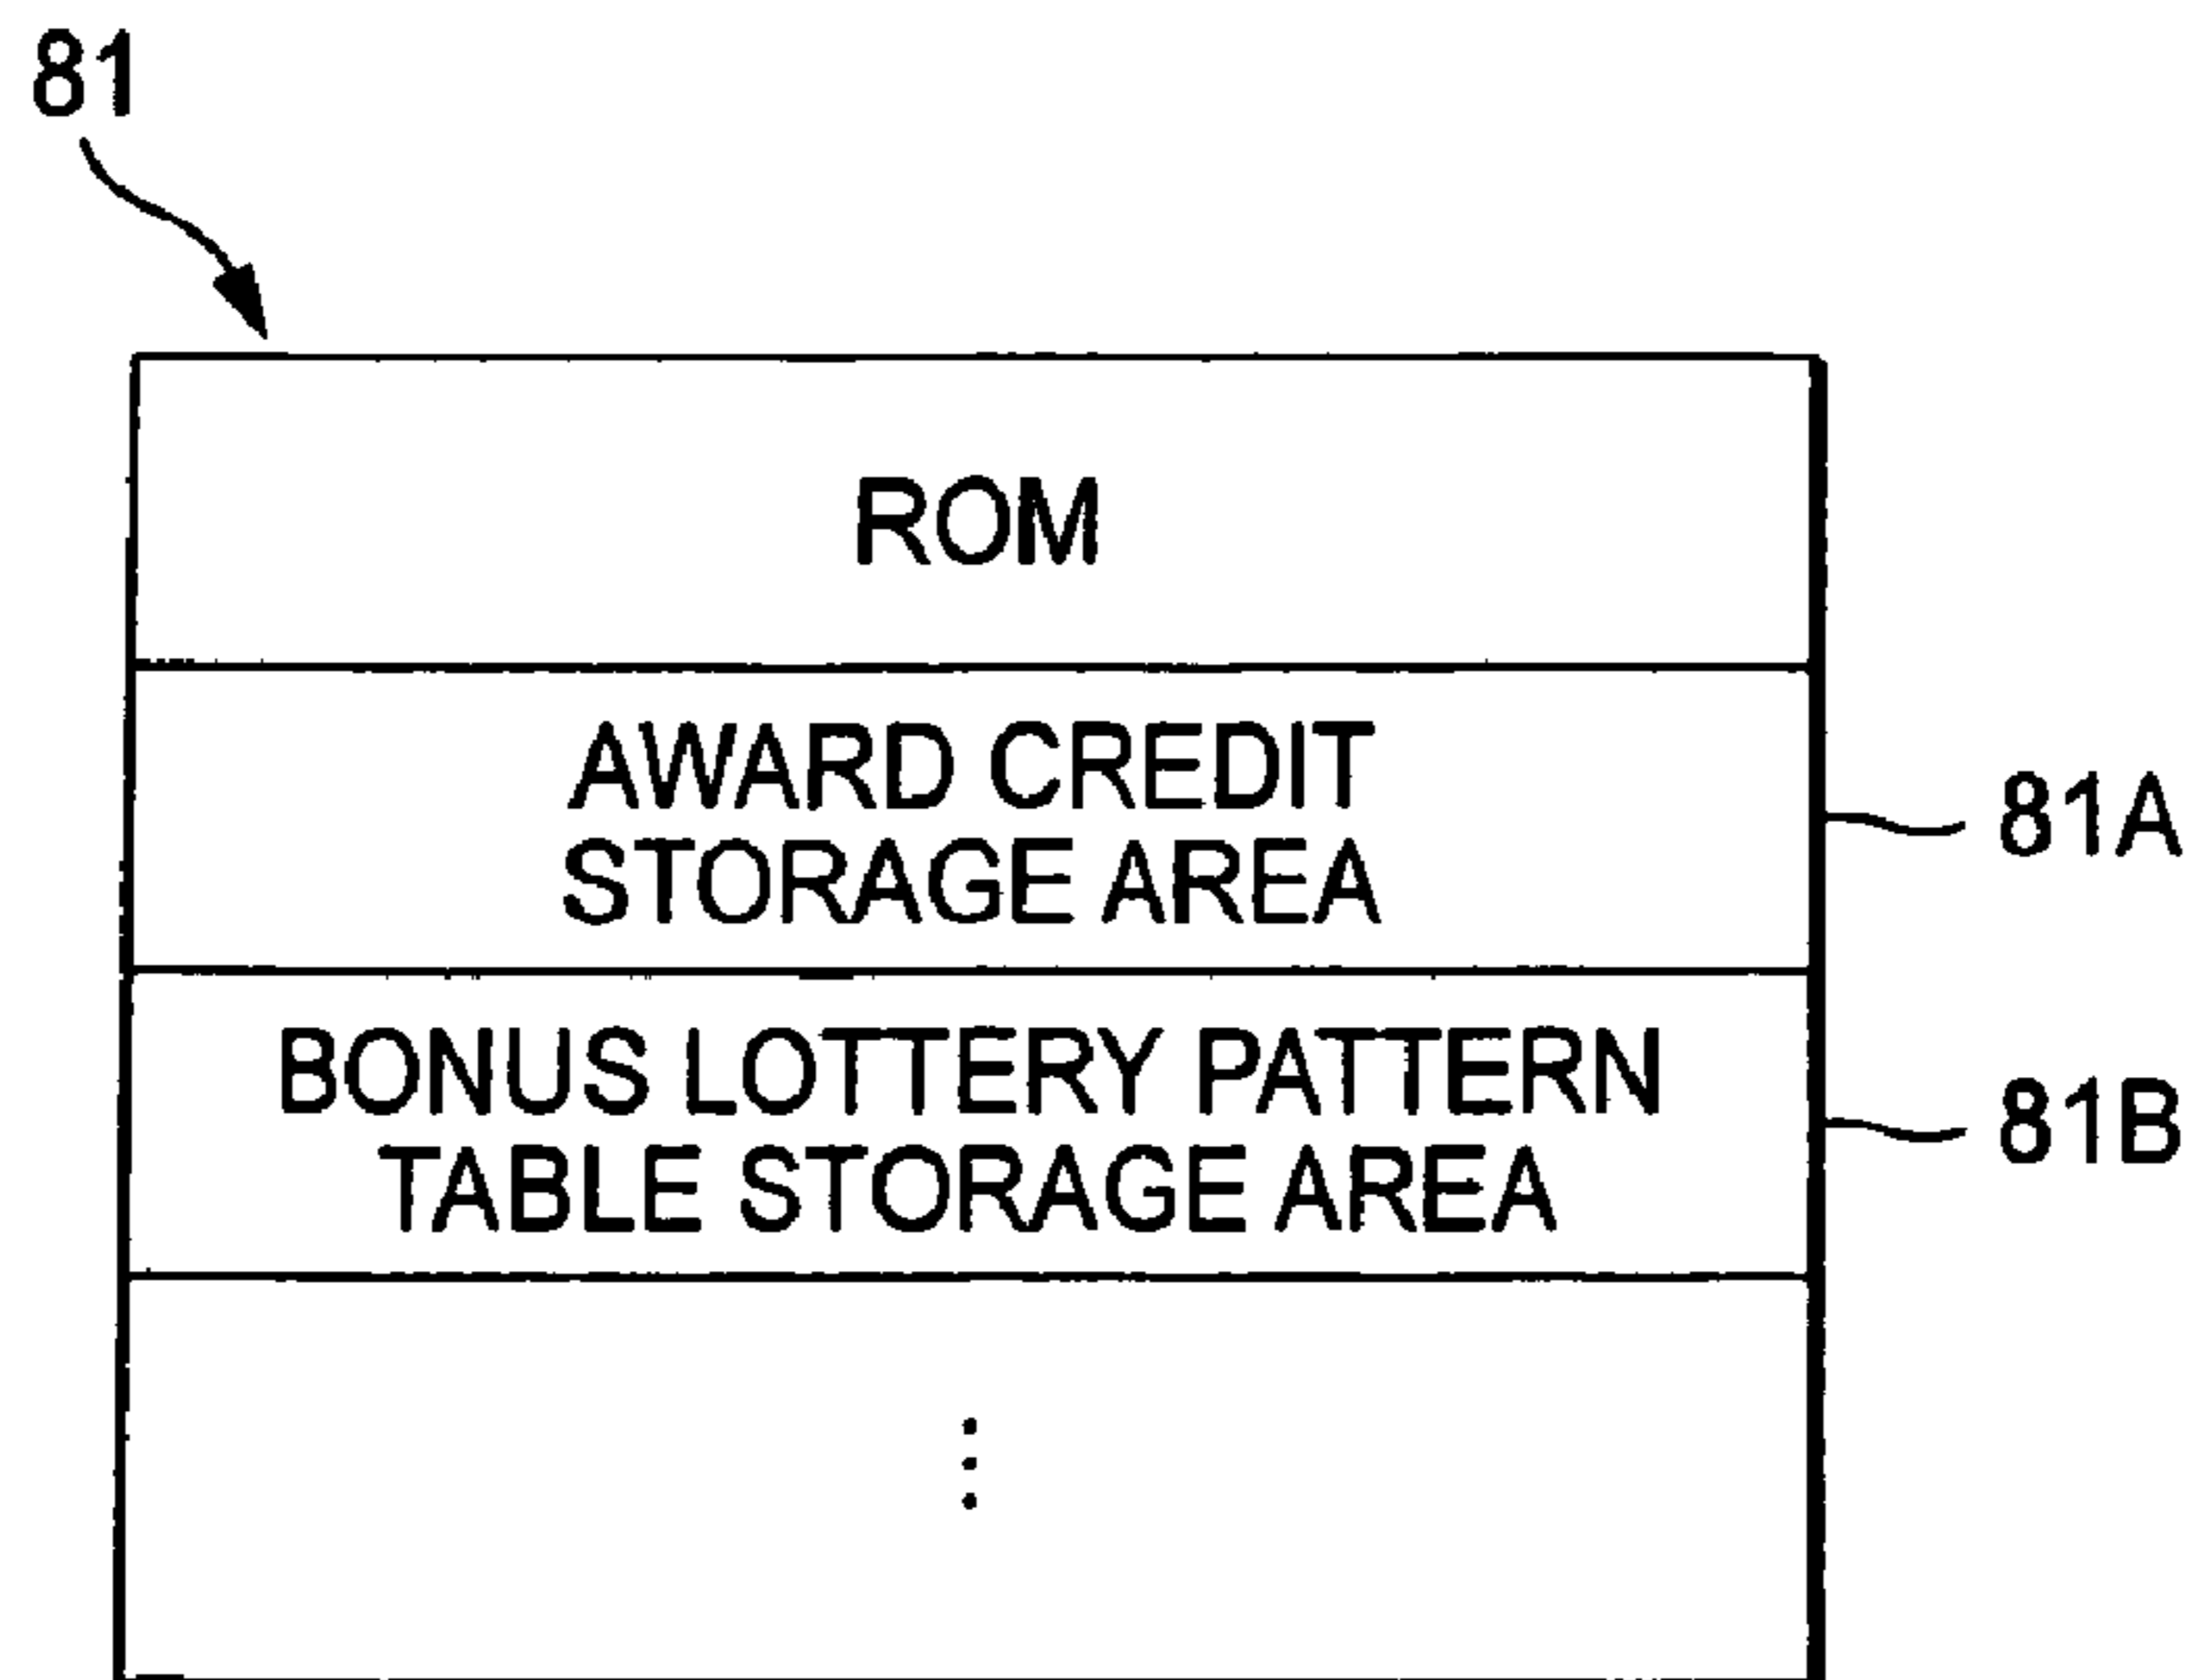 81
ROM
AWARD CREDIT
STORAGE AREA
81A
BONUS LOTTERY PATTERN
TABLE STORAGE AREA
81B
⋮